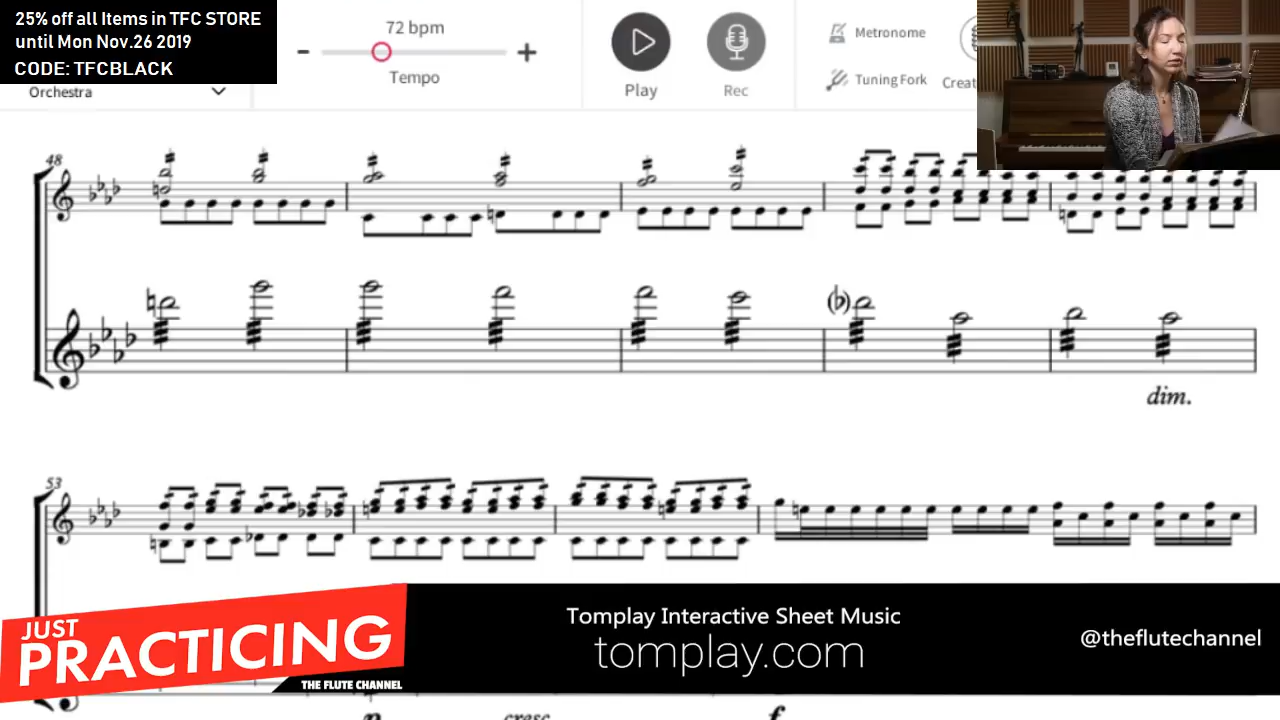 25% off all Items in TFC STORE
until Mon Nov.26 2019
CODE: TFCBLACK
Orchestra
72 bpm
Tempo
Play
Rec
Metronome
Tuning Fork
Creat
48
dim.
53
p
cresc
f
JUST
PRACTICING
THE FLUTE CHANNEL
Tomplay Interactive Sheet Music
tomplay.com
@theflutechannel